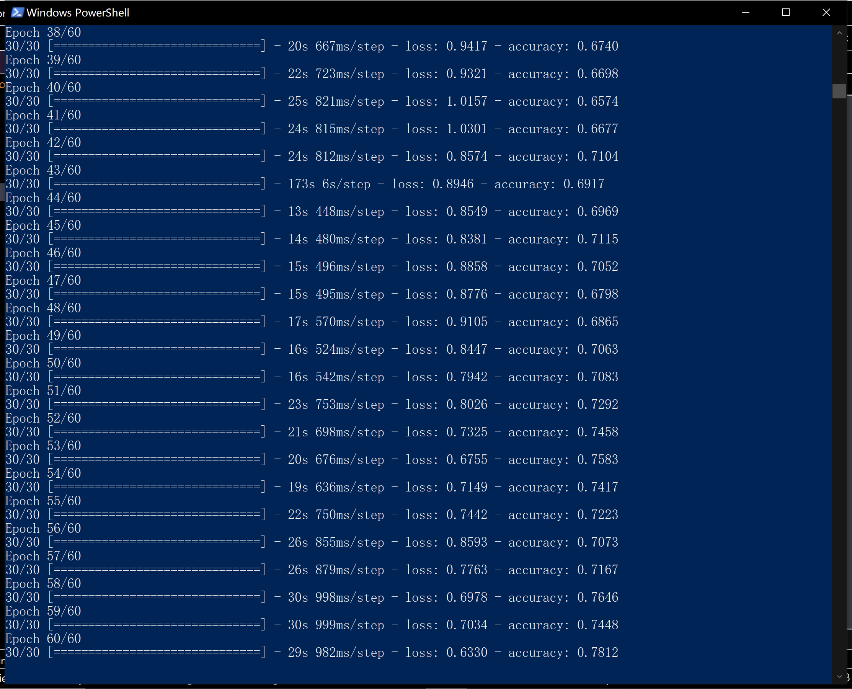 Windows PowerShell
Epoch 38/60
30/30 [==============================] - 20s 667ms/step - loss: 0.9417 - accuracy: 0.6740
Epoch 39/60
30/30 [==============================] - 22s 723ms/step - loss: 0.9321 - accuracy: 0.6698
Epoch 40/60
30/30 [==============================] - 25s 821ms/step - loss: 1.0157 - accuracy: 0.6574
Epoch 41/60
30/30 [==============================] - 24s 815ms/step - loss: 1.0301 - accuracy: 0.6677
Epoch 42/60
30/30 [==============================] - 24s 812ms/step - loss: 0.8574 - accuracy: 0.7104
Epoch 43/60
30/30 [==============================] - 173s 6s/step - loss: 0.8946 - accuracy: 0.6917
Epoch 44/60
30/30 [==============================] - 13s 448ms/step - loss: 0.8549 - accuracy: 0.6969
Epoch 45/60
30/30 [==============================] - 14s 480ms/step - loss: 0.8381 - accuracy: 0.7115
Epoch 46/60
30/30 [==============================] - 15s 496ms/step - loss: 0.8858 - accuracy: 0.7052
Epoch 47/60
30/30 [==============================] - 15s 495ms/step - loss: 0.8776 - accuracy: 0.6798
Epoch 48/60
30/30 [==============================] - 17s 570ms/step - loss: 0.9105 - accuracy: 0.6865
Epoch 49/60
30/30 [==============================] - 16s 524ms/step - loss: 0.8447 - accuracy: 0.7063
Epoch 50/60
30/30 [==============================] - 16s 542ms/step - loss: 0.7942 - accuracy: 0.7083
Epoch 51/60
30/30 [==============================] - 23s 753ms/step - loss: 0.8026 - accuracy: 0.7292
Epoch 52/60
30/30 [==============================] - 21s 698ms/step - loss: 0.7325 - accuracy: 0.7458
Epoch 53/60
30/30 [==============================] - 20s 676ms/step - loss: 0.6755 - accuracy: 0.7583
Epoch 54/60
30/30 [==============================] - 19s 636ms/step - loss: 0.7149 - accuracy: 0.7417
Epoch 55/60
30/30 [==============================] - 22s 750ms/step - loss: 0.7442 - accuracy: 0.7223
Epoch 56/60
30/30 [==============================] - 26s 855ms/step - loss: 0.8593 - accuracy: 0.7073
Epoch 57/60
30/30 [==============================] - 26s 879ms/step - loss: 0.7763 - accuracy: 0.7167
Epoch 58/60
30/30 [==============================] - 30s 998ms/step - loss: 0.6978 - accuracy: 0.7646
Epoch 59/60
30/30 [==============================] - 30s 999ms/step - loss: 0.7034 - accuracy: 0.7448
Epoch 60/60
30/30 [==============================] - 29s 982ms/step - loss: 0.6330 - accuracy: 0.7812